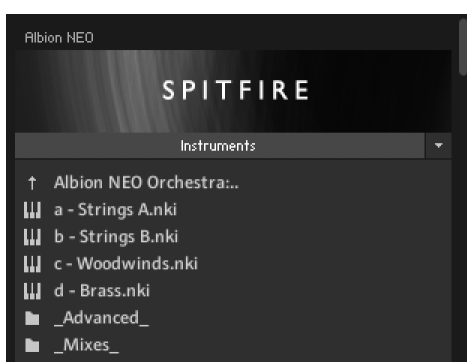 Albion NEO
SPITFIRE
Instruments
Albion NEO Orchestra:..
a - Strings A.nki
b - Strings B.nki
c - Woodwinds.nki
d - Brass.nki
_Advanced_
_Mixes_